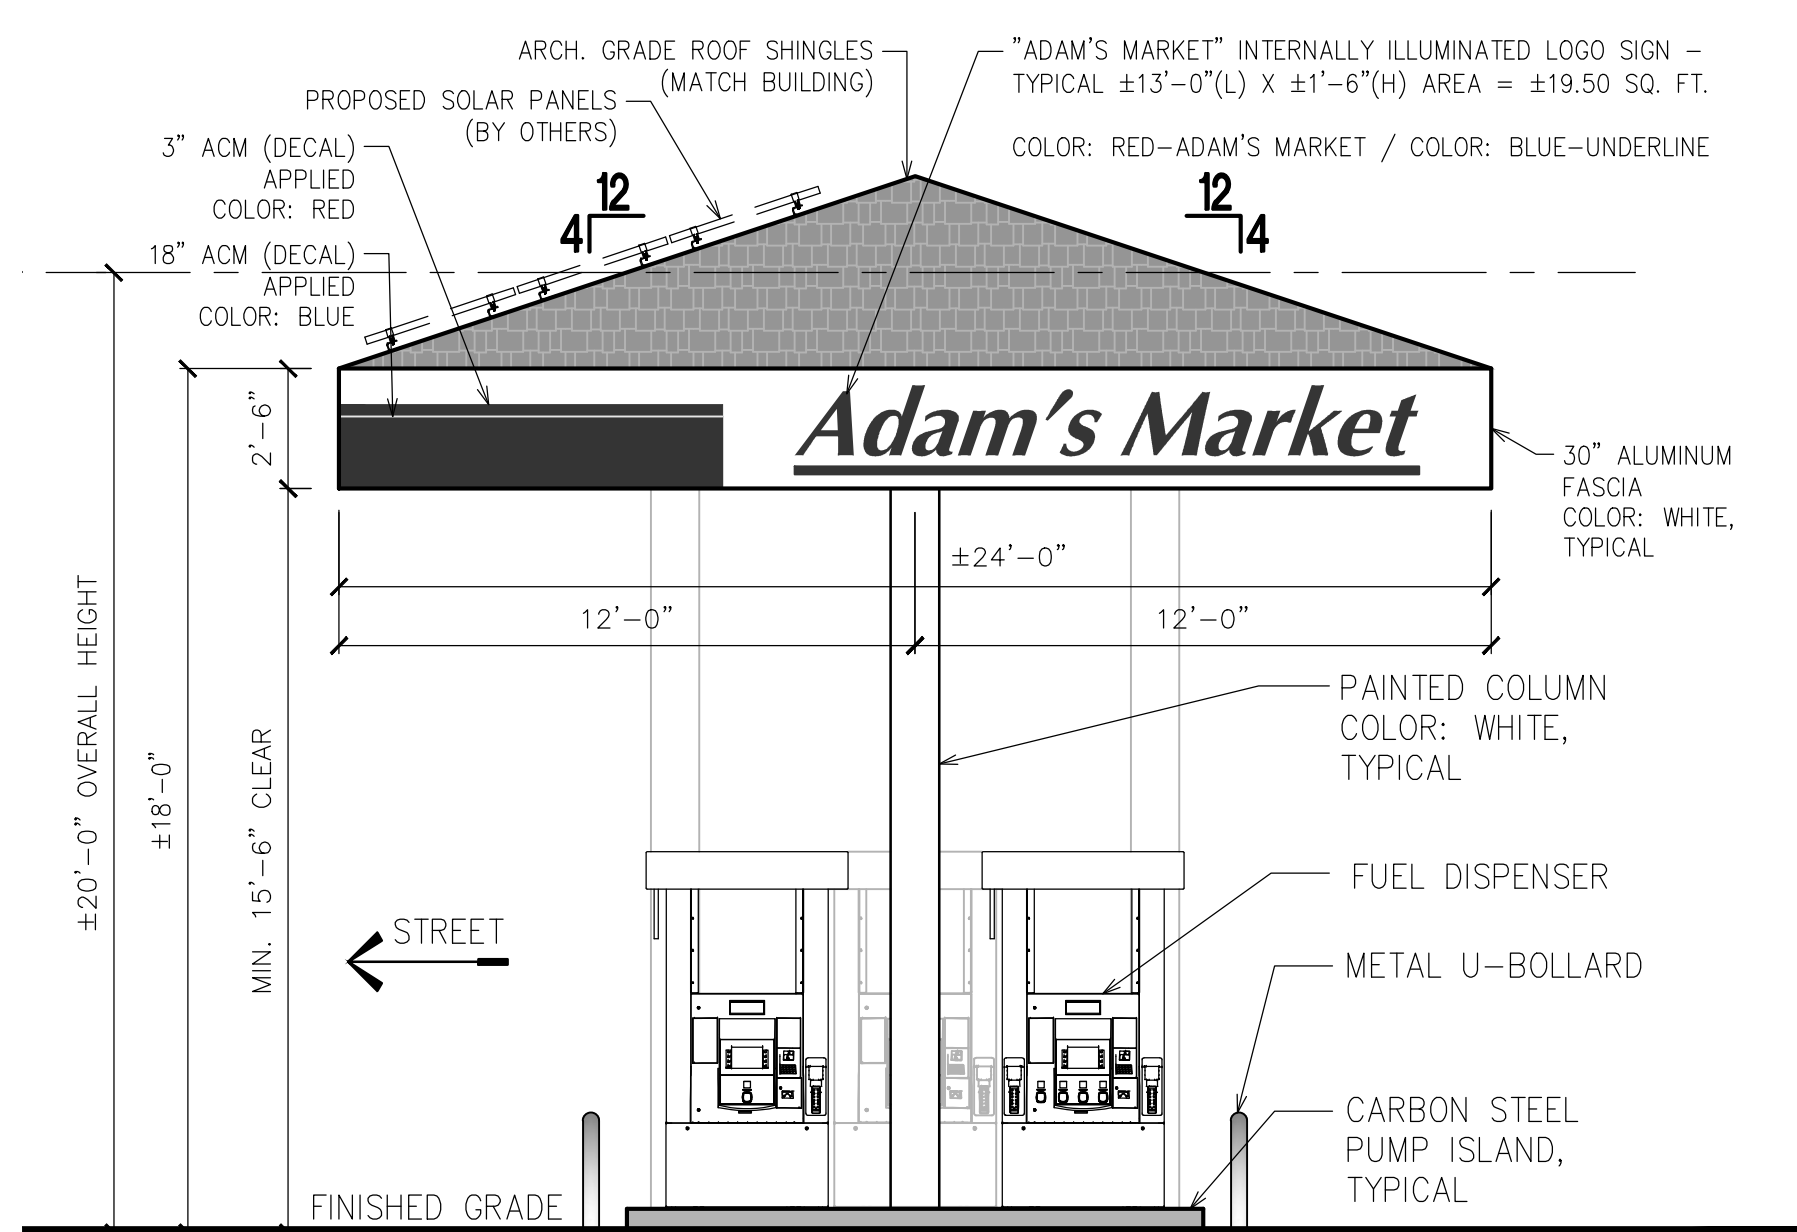 ARCH. GRADE ROOF SHINGLES
(MATCH BUILDING)
"ADAM'S MARKET" INTERNALLY ILLUMINATED LOGO SIGN –
TYPICAL ±13'–0"(L) X ±1'–6"(H) AREA = ±19.50 SQ. FT.
COLOR: RED–ADAM'S MARKET / COLOR: BLUE–UNDERLINE
PROPOSED SOLAR PANELS
(BY OTHERS)
3" ACM (DECAL)
APPLIED
COLOR: RED
18" ACM (DECAL)
APPLIED
COLOR: BLUE
12
4
12
4
2'–6"
Adam's Market
30" ALUMINUM
FASCIA
COLOR: WHITE,
TYPICAL
±24'–0"
12'–0"
12'–0"
±20'–0" OVERALL HEIGHT
±18'–0"
MIN. 15'–6" CLEAR
PAINTED COLUMN
COLOR: WHITE,
TYPICAL
FUEL DISPENSER
STREET
METAL U–BOLLARD
CARBON STEEL
PUMP ISLAND,
TYPICAL
FINISHED GRADE